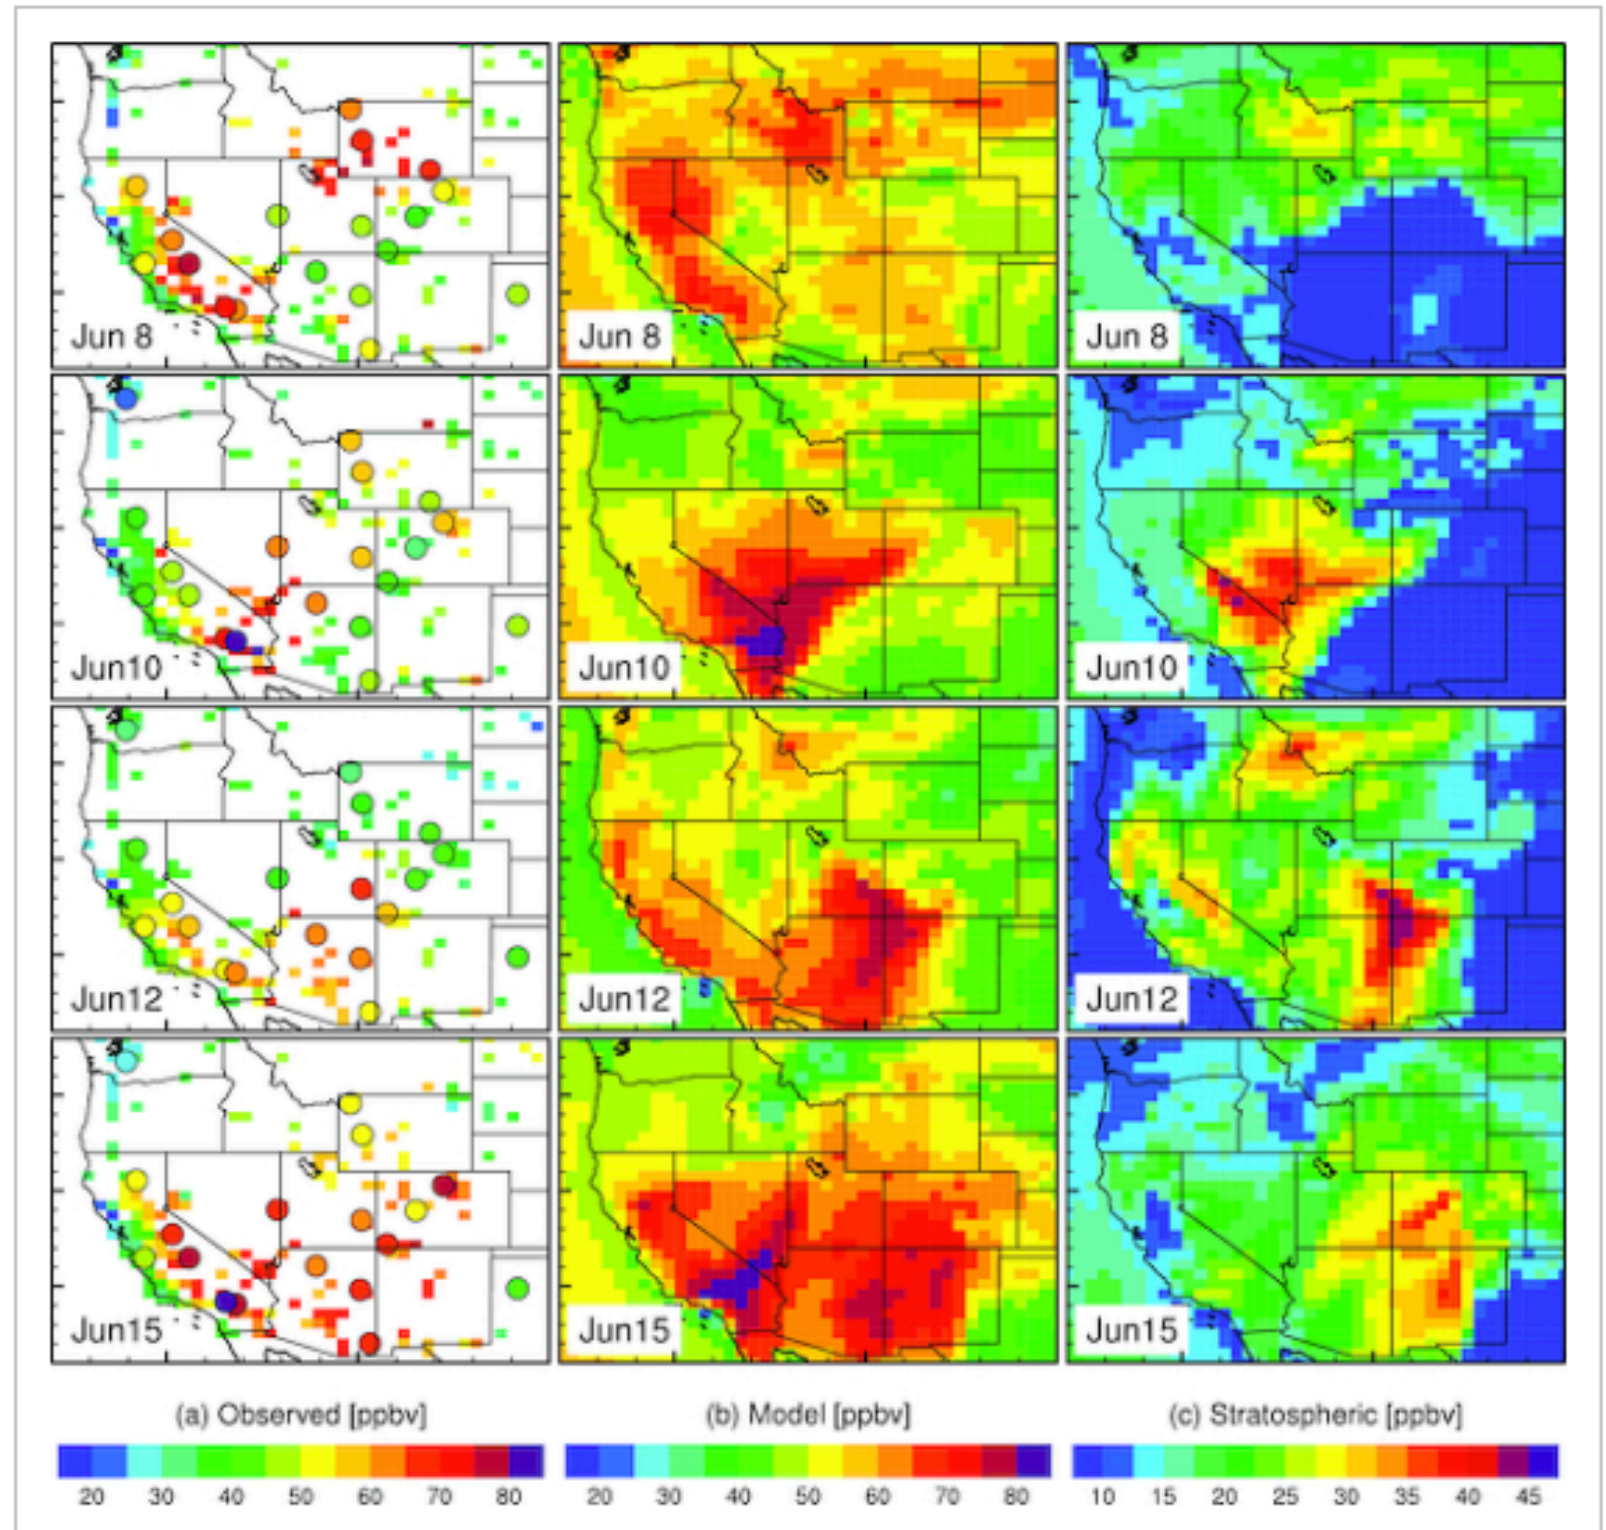 Jun 8 Jun 8 Jun 8
Jun10 Jun10 Jun10
Jun12 Jun12 Jun12
Jun15 Jun15 Jun15
(a) Observed [ppbv] (b) Model [ppbv] (c) Stratospheric [ppbv]
20 30 40 50 60 70 80 20 30 40 50 60 70 80 10 15 20 25 30 35 40 45